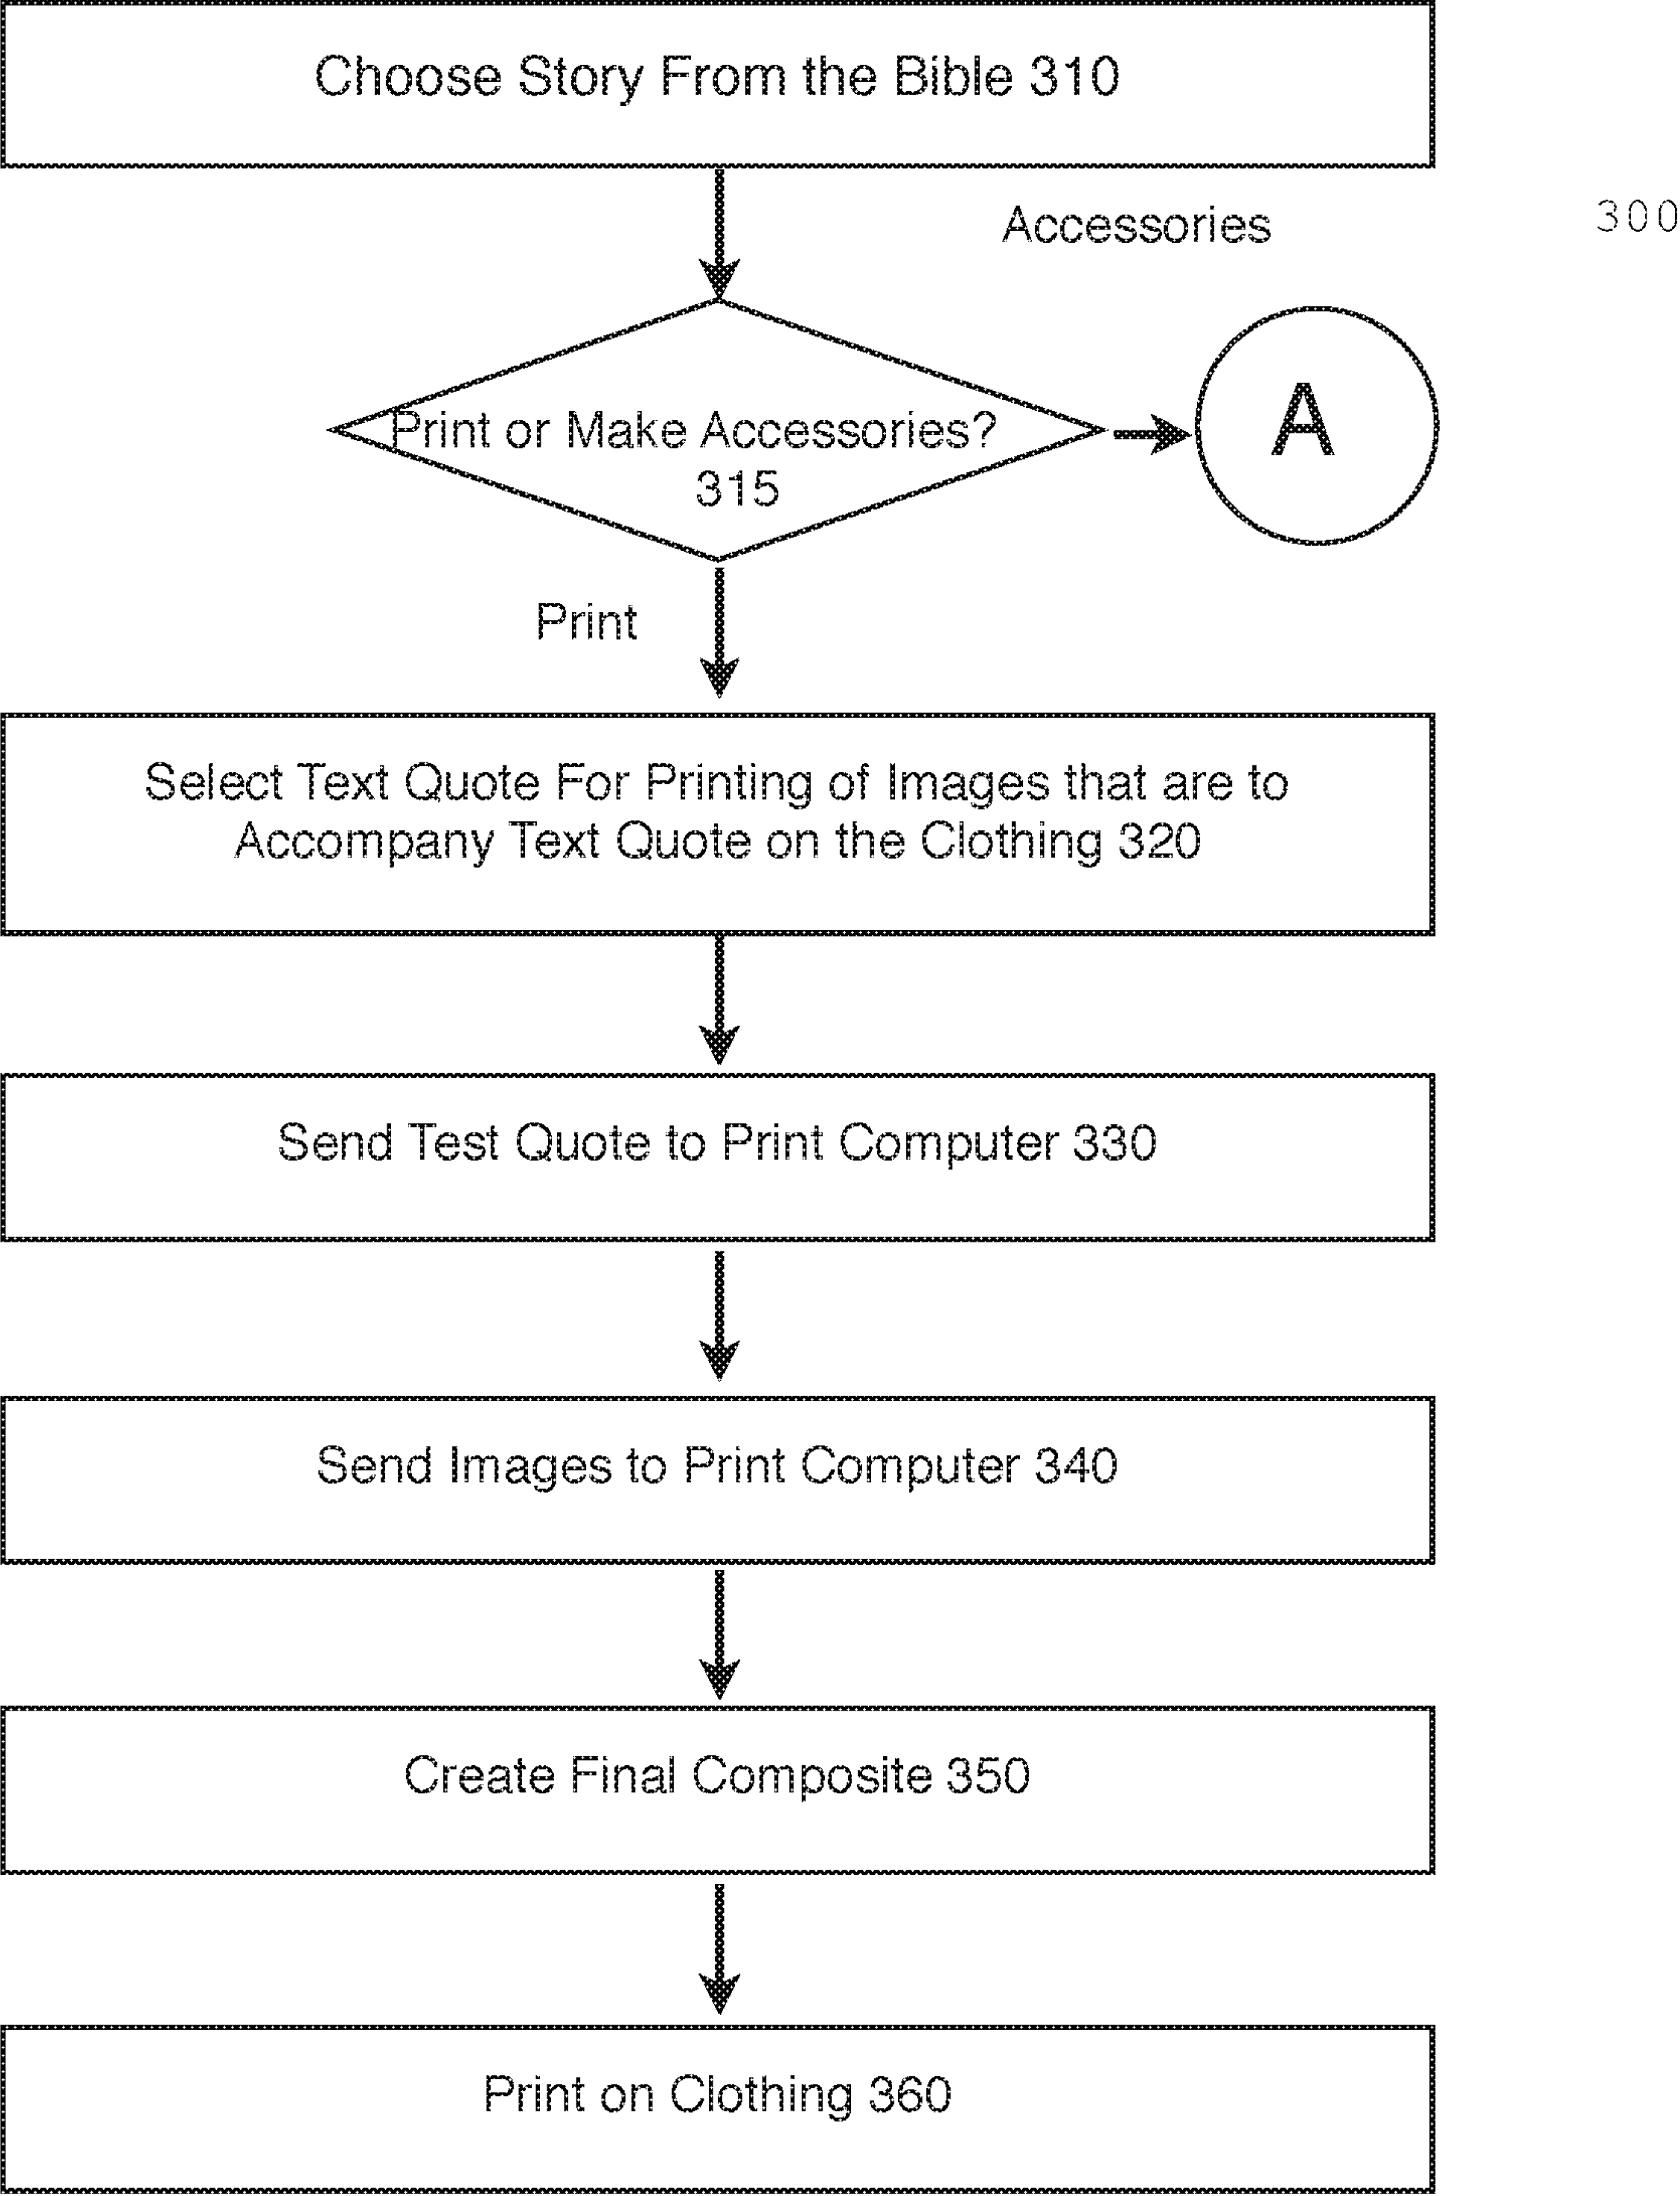 Choose Story From the Bible 310
Accessories
300
Print or Make Accessories?
315
A
Print
Select Text Quote For Printing of Images that are to
Accompany Text Quote on the Clothing 320
Send Test Quote to Print Computer 330
Send Images to Print Computer 340
Create Final Composite 350
Print on Clothing 360